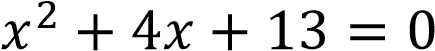 x² + 4x + 13 = 0